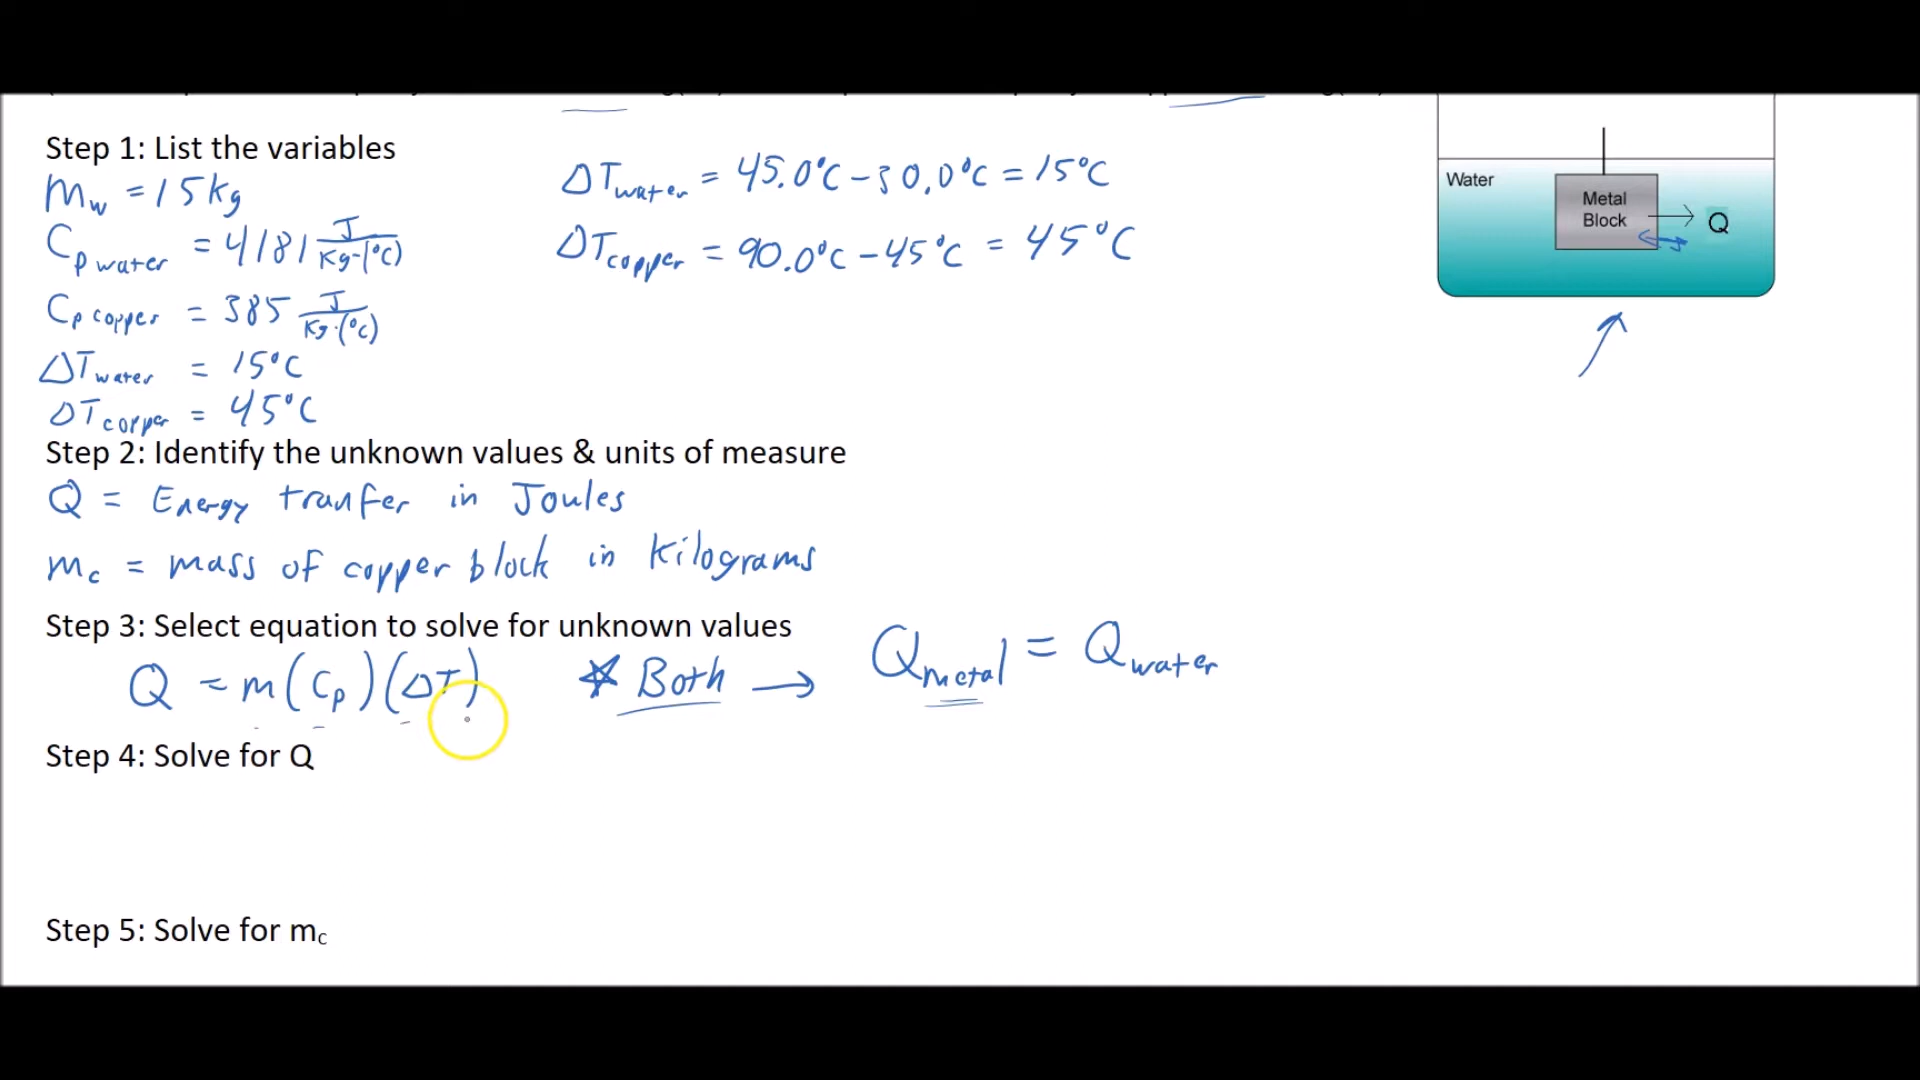 Step 1: List the variables
mw = 15 kg
Cp water = 4181 J/Kg·(°C)
Cp copper = 385 J/Kg·(°C)
ΔTwater = 15°C
ΔTcopper = 45°C
ΔTwater = 45.0°C - 30.0°C = 15°C
ΔTcopper = 90.0°C - 45°C = 45°C
Water
Metal
Block
Q
Step 2: Identify the unknown values & units of measure
Q = Energy tranfer in Joules
mc = mass of copper block in kilograms
Step 3: Select equation to solve for unknown values
Q = m(Cp)(ΔT) * Both → Qmetal = Qwater
Step 4: Solve for Q
Step 5: Solve for mc